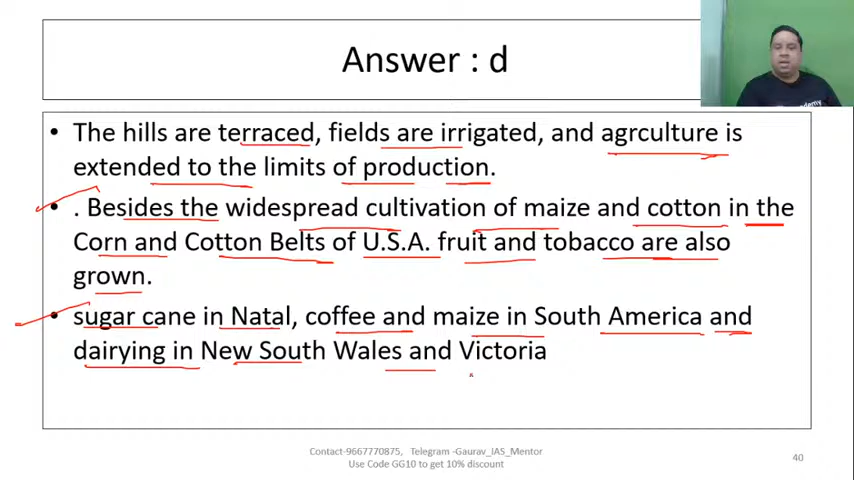 Answer : d
• The hills are terraced, fields are irrigated, and agrculture is
extended to the limits of production.
• . Besides the widespread cultivation of maize and cotton in the
Corn and Cotton Belts of U.S.A. fruit and tobacco are also
grown.
• sugar cane in Natal, coffee and maize in South America and
dairying in New South Wales and Victoria
Contact-9667770875, Telegram -Gaurav_IAS_Mentor
Use Code GG10 to get 10% discount
40